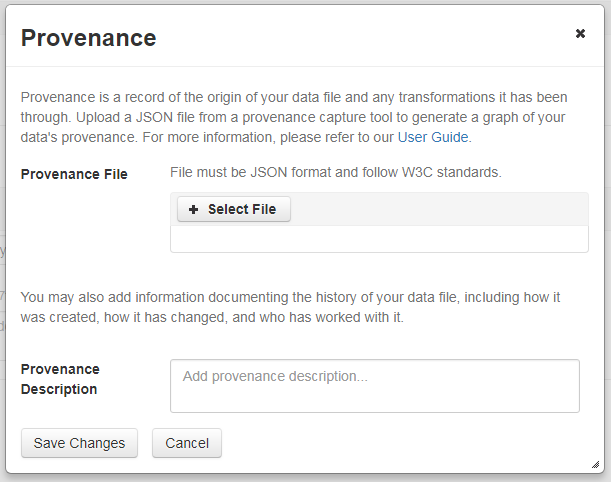 Provenance
Provenance is a record of the origin of your data file and any transformations it has been
through. Upload a JSON file from a provenance capture tool to generate a graph of your
data's provenance. For more information, please refer to our User Guide.
Provenance File
File must be JSON format and follow W3C standards.
Select File
You may also add information documenting the history of your data file, including how it
was created, how it has changed, and who has worked with it.
Provenance
Description
Add provenance description...
Save Changes
Cancel